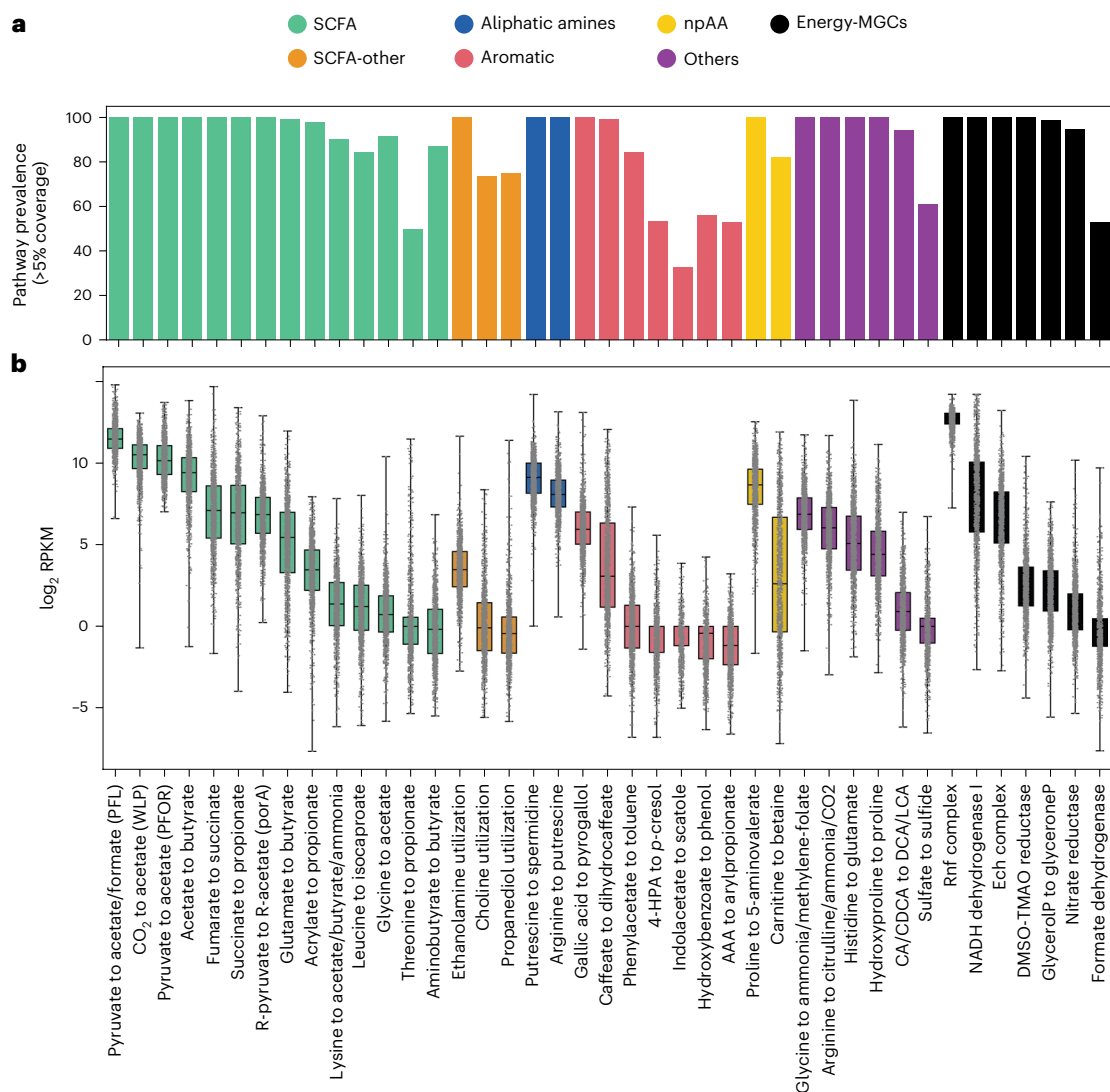 a
SCFA
Aliphatic amines
npAA
Energy-MGCs
SCFA-other
Aromatic
Others
Pathway prevalence
(>5% coverage)
100
80
60
40
20
0
b
log2 RPKM
10
5
0
−5
Pyruvate to acetate/formate (PFL)
CO2 to acetate (WLP)
Pyruvate to acetate (PFOR)
Acetate to butyrate
Fumarate to succinate
Succinate to propionate
R-pyruvate to R-acetate (porA)
Glutamate to butyrate
Acrylate to propionate
Lysine to acetate/butyrate/ammonia
Leucine to isocaproate
Glycine to acetate
Threonine to propionate
Aminobutyrate to butyrate
Ethanolamine utilization
Choline utilization
Propanediol utilization
Putrescine to spermidine
Arginine to putrescine
Gallic acid to pyrogallol
Caffeate to dihydrocaffeate
Phenylacetate to toluene
4-HPA to p-cresol
Indolacetate to scatole
Hydroxybenzoate to phenol
AAA to arylpropionate
Proline to 5-aminovalerate
Carnitine to betaine
Glycine to ammonia/methylene-folate
Arginine to citrulline/ammonia/CO2
Histidine to glutamate
Hydroxyproline to proline
CA/CDCA to DCA/LCA
Sulfate to sulfide
Rnf complex
NADH dehydrogenase I
Ech complex
DMSO-TMAO reductase
GlycerolP to glyceroneP
Nitrate reductase
Formate dehydrogenase